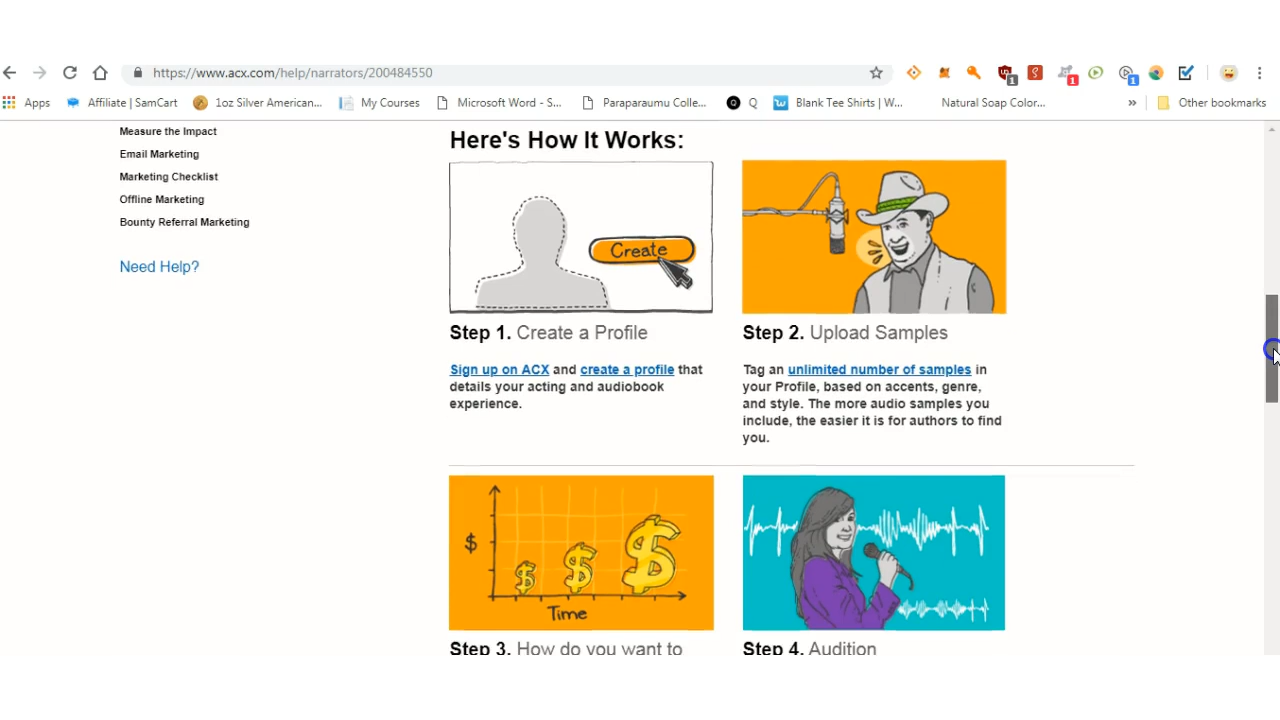 https://www.acx.com/help/narrators/200484550
1
1
1
Apps
Affiliate | SamCart
1oz Silver American...
My Courses
Microsoft Word - S...
Paraparaumu Colle...
Q
Blank Tee Shirts | W...
Natural Soap Color...
»
Other bookmarks
Measure the Impact
Email Marketing
Marketing Checklist
Offline Marketing
Bounty Referral Marketing
Need Help?
Here's How It Works:
Create
Step 1. Create a Profile
Sign up on ACX and create a profile that
details your acting and audiobook
experience.
Step 2. Upload Samples
Tag an unlimited number of samples in
your Profile, based on accents, genre,
and style. The more audio samples you
include, the easier it is for authors to find
you.
$
$ $ $
Time
Step 3. How do you want to
Step 4. Audition